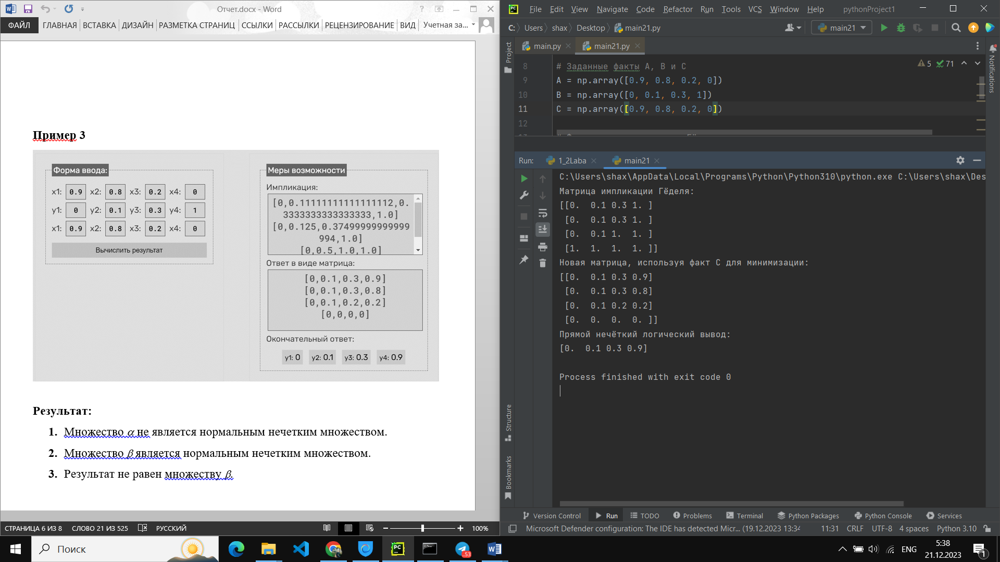 Отчет.docx - Word
ФАЙЛ ГЛАВНАЯ ВСТАВКА ДИЗАЙН РАЗМЕТКА СТРАНИЦ ССЫЛКИ РАССЫЛКИ РЕЦЕНЗИРОВАНИЕ ВИД Учетная за...
Пример 3
Форма ввода:
x1: 0.9 x2: 0.8 x3: 0.2 x4: 0
y1: 0 y2: 0.1 y3: 0.3 y4: 1
x1: 0.9 x2: 0.8 x3: 0.2 x4: 0
Вычислить результат
Меры возможности
Импликация:
[0,0.11111111111111112,0.
3333333333333333,1.0]
[0,0.125,0.37499999999999
994,1.0]
[0,0.5,1.0,1.0]
Ответ в виде матрица:
[0,0.1,0.3,0.9]
[0,0.1,0.3,0.8]
[0,0.1,0.2,0.2]
[0,0,0,0]
Окончательный ответ:
y1: 0 y2: 0.1 y3: 0.3 y4: 0.9
Результат:
1. Множество α не является нормальным нечетким множеством.
2. Множество β является нормальным нечетким множеством.
3. Результат не равен множеству β.
СТРАНИЦА 6 ИЗ 8 СЛОВО 21 ИЗ 525 РУССКИЙ 100%
PC File Edit View Navigate Code Refactor Run Tools VCS Window Help pythonProject1
C: Users shax Desktop main21.py main21
Project
main.py main21.py
Notifications
8 # Заданные факты A, B и C
5 71
9 A = np.array([0.9, 0.8, 0.2, 0])
10 B = np.array([0, 0.1, 0.3, 1])
11 C = np.array([0.9, 0.8, 0.2, 0])
12
Run: 1_2Laba main21
C:\Users\shax\AppData\Local\Programs\Python\Python310\python.exe C:\Users\shax\Des
Матрица импликации Гёделя:
[[0.  0.1 0.3 1. ]
[0.  0.1 0.3 1. ]
[0.  0.1 1.  1. ]
[1.  1.  1.  1. ]]
Новая матрица, используя факт C для минимизации:
[[0.  0.1 0.3 0.9]
[0.  0.1 0.3 0.8]
[0.  0.1 0.2 0.2]
[0.  0.  0.  0. ]]
Прямой нечёткий логический вывод:
[0.  0.1 0.3 0.9]
Process finished with exit code 0
Structure
Bookmarks
Version Control Run TODO Problems Terminal Python Packages Python Console Services
Microsoft Defender configuration: The IDE has detected Micr... (19.12.2023 13:34 11:31 CRLF UTF-8 4 spaces Python 3.10
Поиск
PC
..53
ENG
5:38
21.12.2023
1